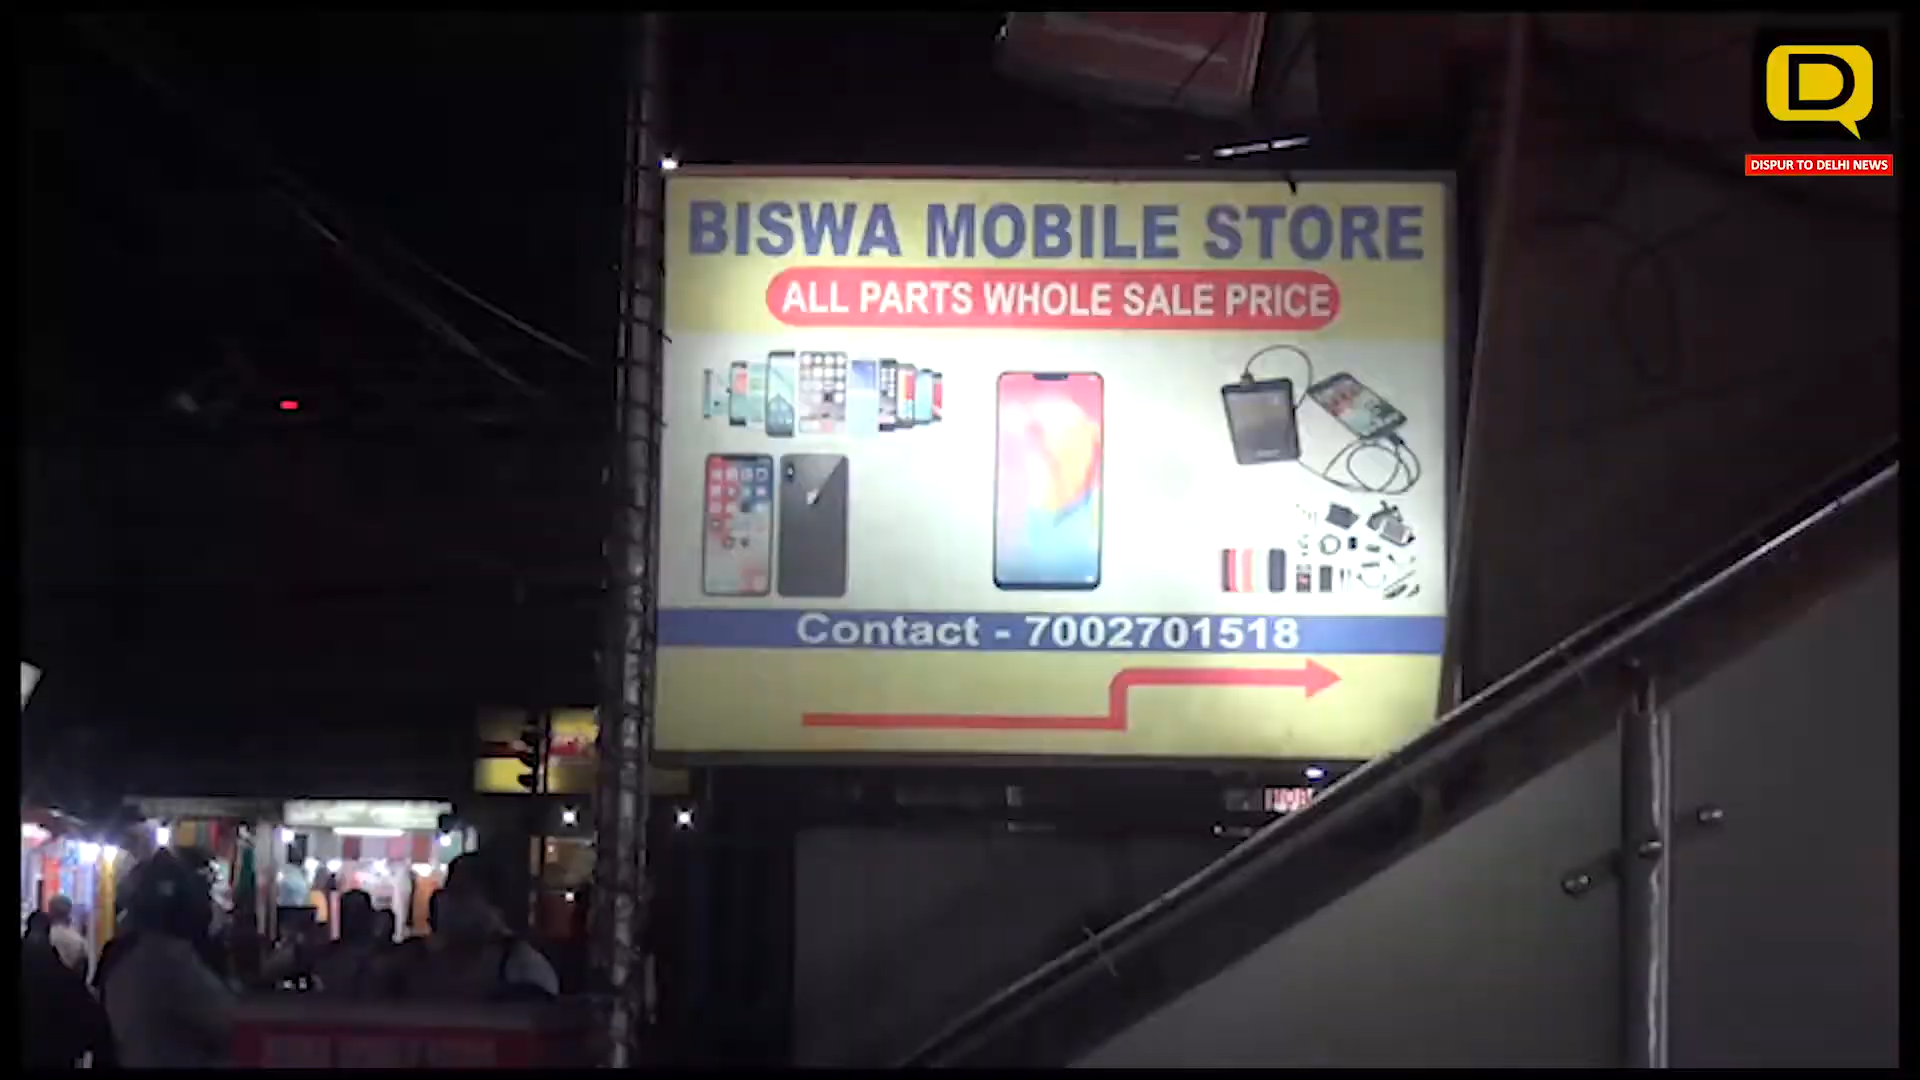 D
DISPUR TO DELHI NEWS
BISWA MOBILE STORE
ALL PARTS WHOLE SALE PRICE
Contact - 7002701518